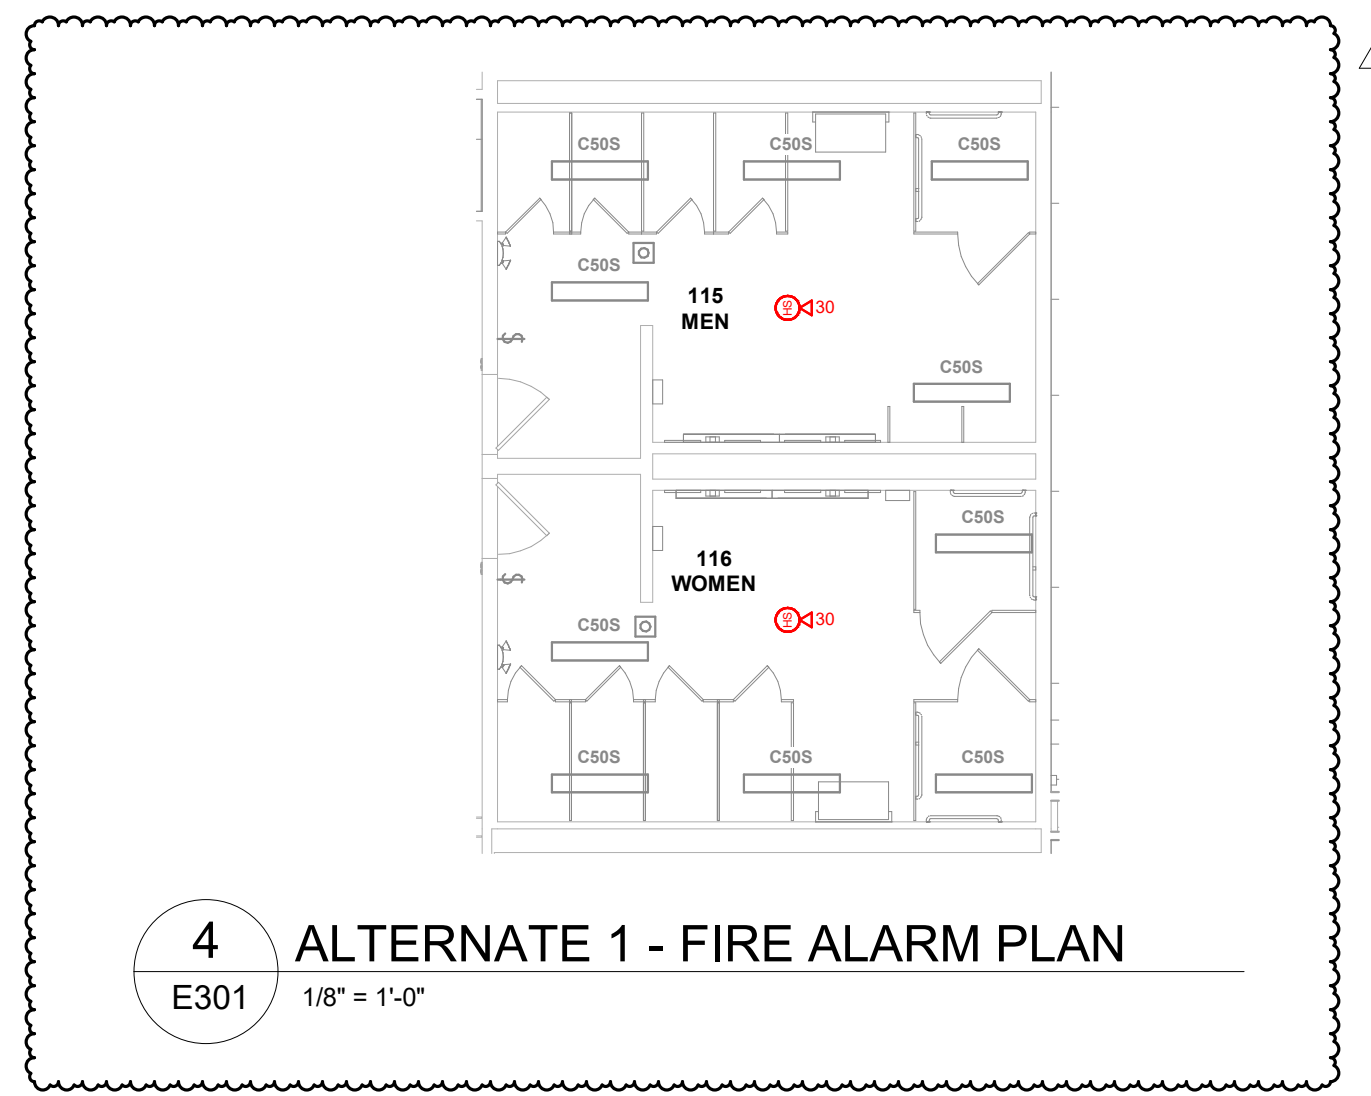 C50S C50S C50S
C50S
115
MEN
HS 30
C50S
$
C50S
116
WOMEN
HS 30
$
C50S
C50S C50S C50S
4
E301
ALTERNATE 1 - FIRE ALARM PLAN
1/8" = 1'-0"